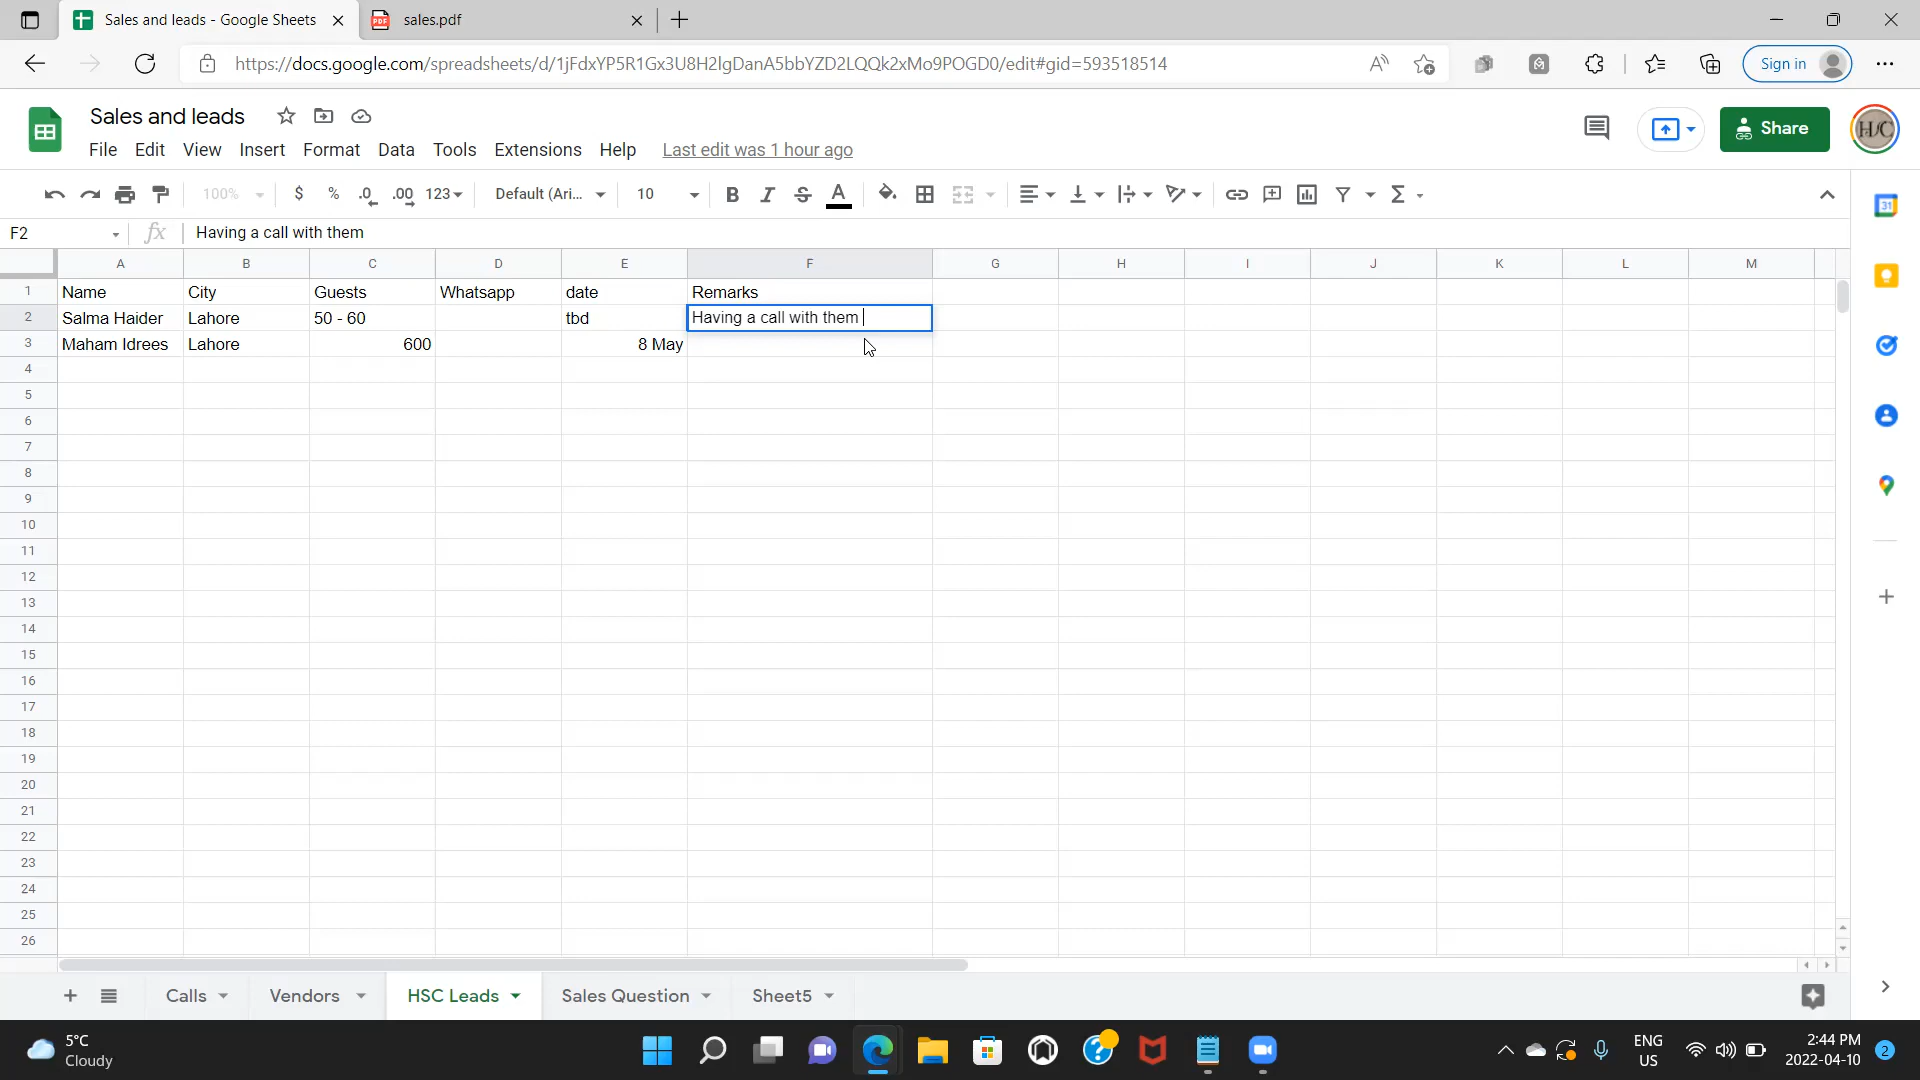 Sales and leads - Google Sheets
sales.pdf
https://docs.google.com/spreadsheets/d/1jFdxYP5R1Gx3U8H2lgDanA5bbYZD2LQQk2xMo9POGD0/edit#gid=593518514
Sign in
Sales and leads
Share
File Edit View Insert Format Data Tools Extensions Help Last edit was 1 hour ago
100% $ % .0 .00 123 Default (Ari... 10 B I S A Σ
F2 fx Having a call with them
A B C D E F G H I J K L M
1 Name City Guests Whatsapp date Remarks
2 Salma Haider Lahore 50 - 60 tbd Having a call with them
3 Maham Idrees Lahore 600 8 May
4
5
6
7
8
9
10
11
12
13
14
15
16
17
18
19
20
21
22
23
24
25
26
Calls Vendors HSC Leads Sales Question Sheet5
5°C
Cloudy
ENG
US
2:44 PM
2022-04-10
2